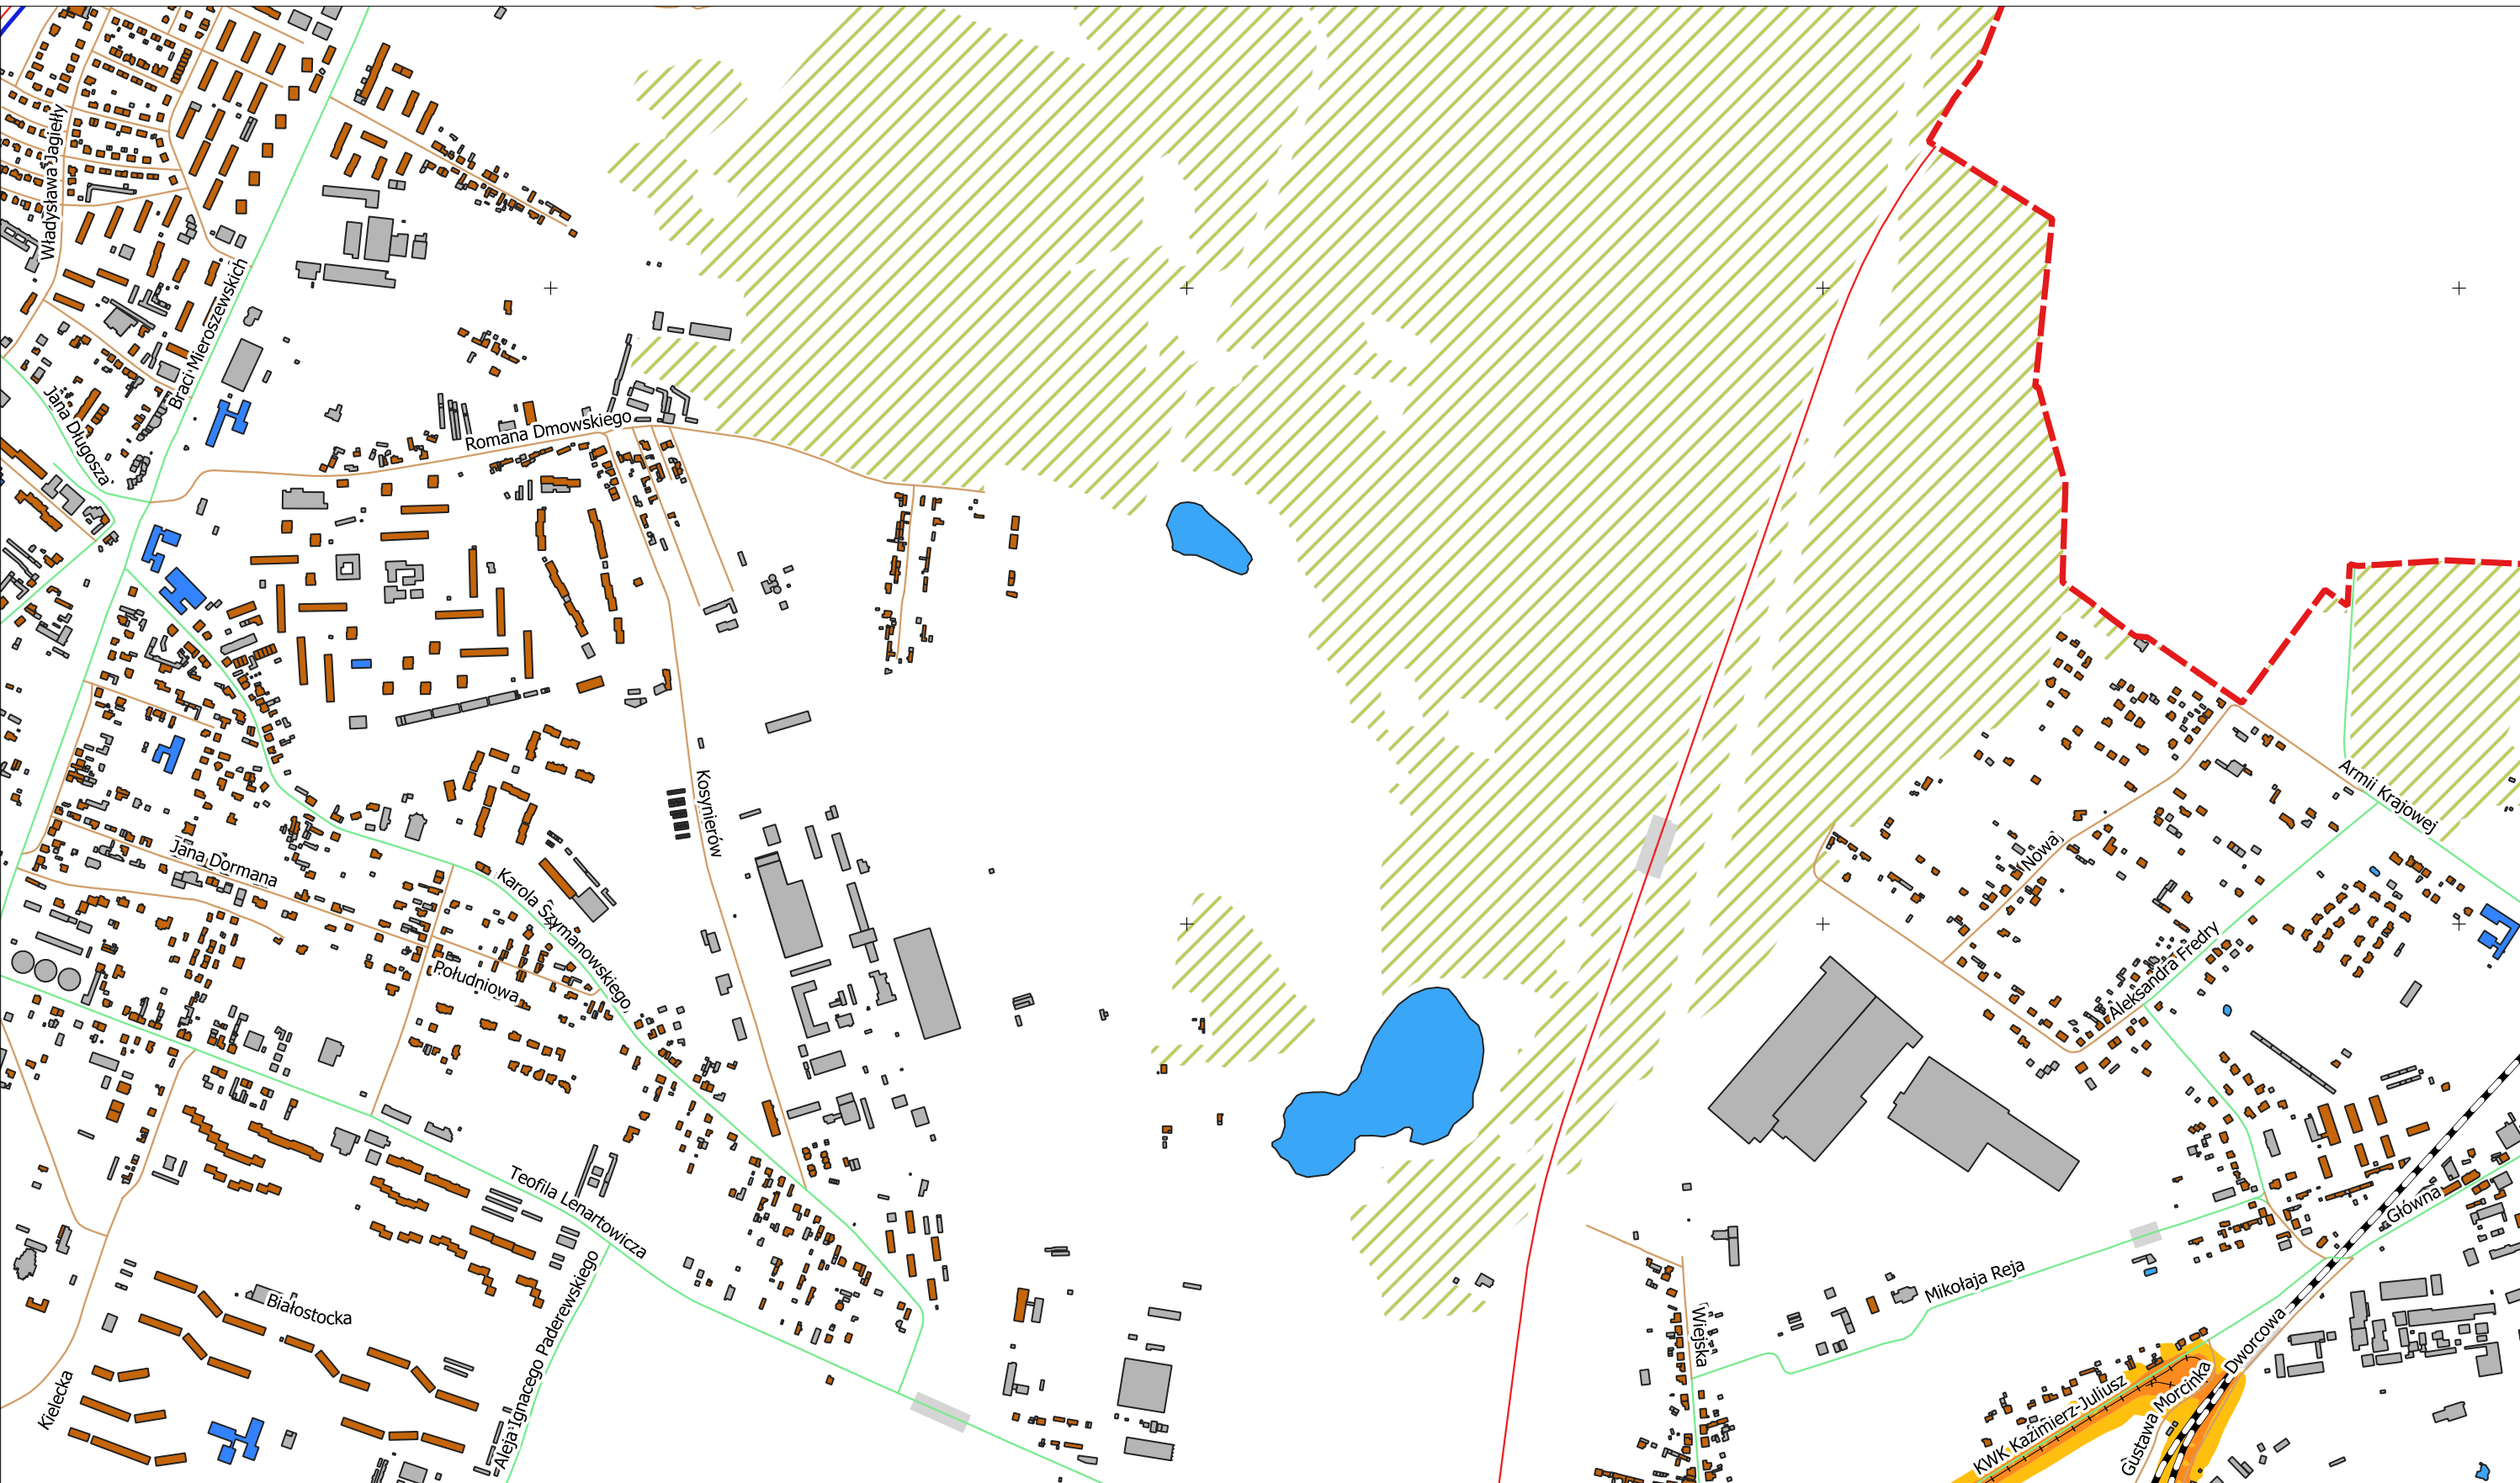 Władysława Jagiełły
Braci Mieroszewskich
Jana Długosza
Romana Dmowskiego
Kosynierów
Armii Krajowej
Nowa
Jana Dormana
Karola Szymanowskiego
Aleksandra Fredry
Południowa
Teofila Lenartowicza
Główna
Mikołaja Reja
Białostocka
Aleja Ignacego Paderewskiego
Wiejska
Dworcowa
Kielecka
KWK Kazimierz-Juliusz
Gustawa Morcinka